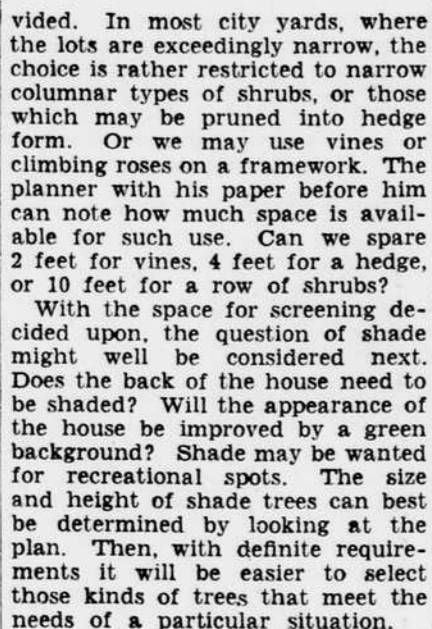 vided. In most city yards, where
the lots are exceedingly narrow, the
choice is rather restricted to narrow
columnar types of shrubs, or those
which may be pruned into hedge
form. Or we may use vines or
climbing roses on a framework. The
planner with his paper before him
can note how much space is avail-
able for such use. Can we spare
2 feet for vines, 4 feet for a hedge,
or 10 feet for a row of shrubs?
With the space for screening de-
cided upon, the question of shade
might well be considered next.
Does the back of the house need to
be shaded? Will the appearance of
the house be improved by a green
background? Shade may be wanted
for recreational spots. The size
and height of shade trees can best
be determined by looking at the
plan. Then, with definite require-
ments it will be easier to select
those kinds of trees that meet the
needs of a particular situation.